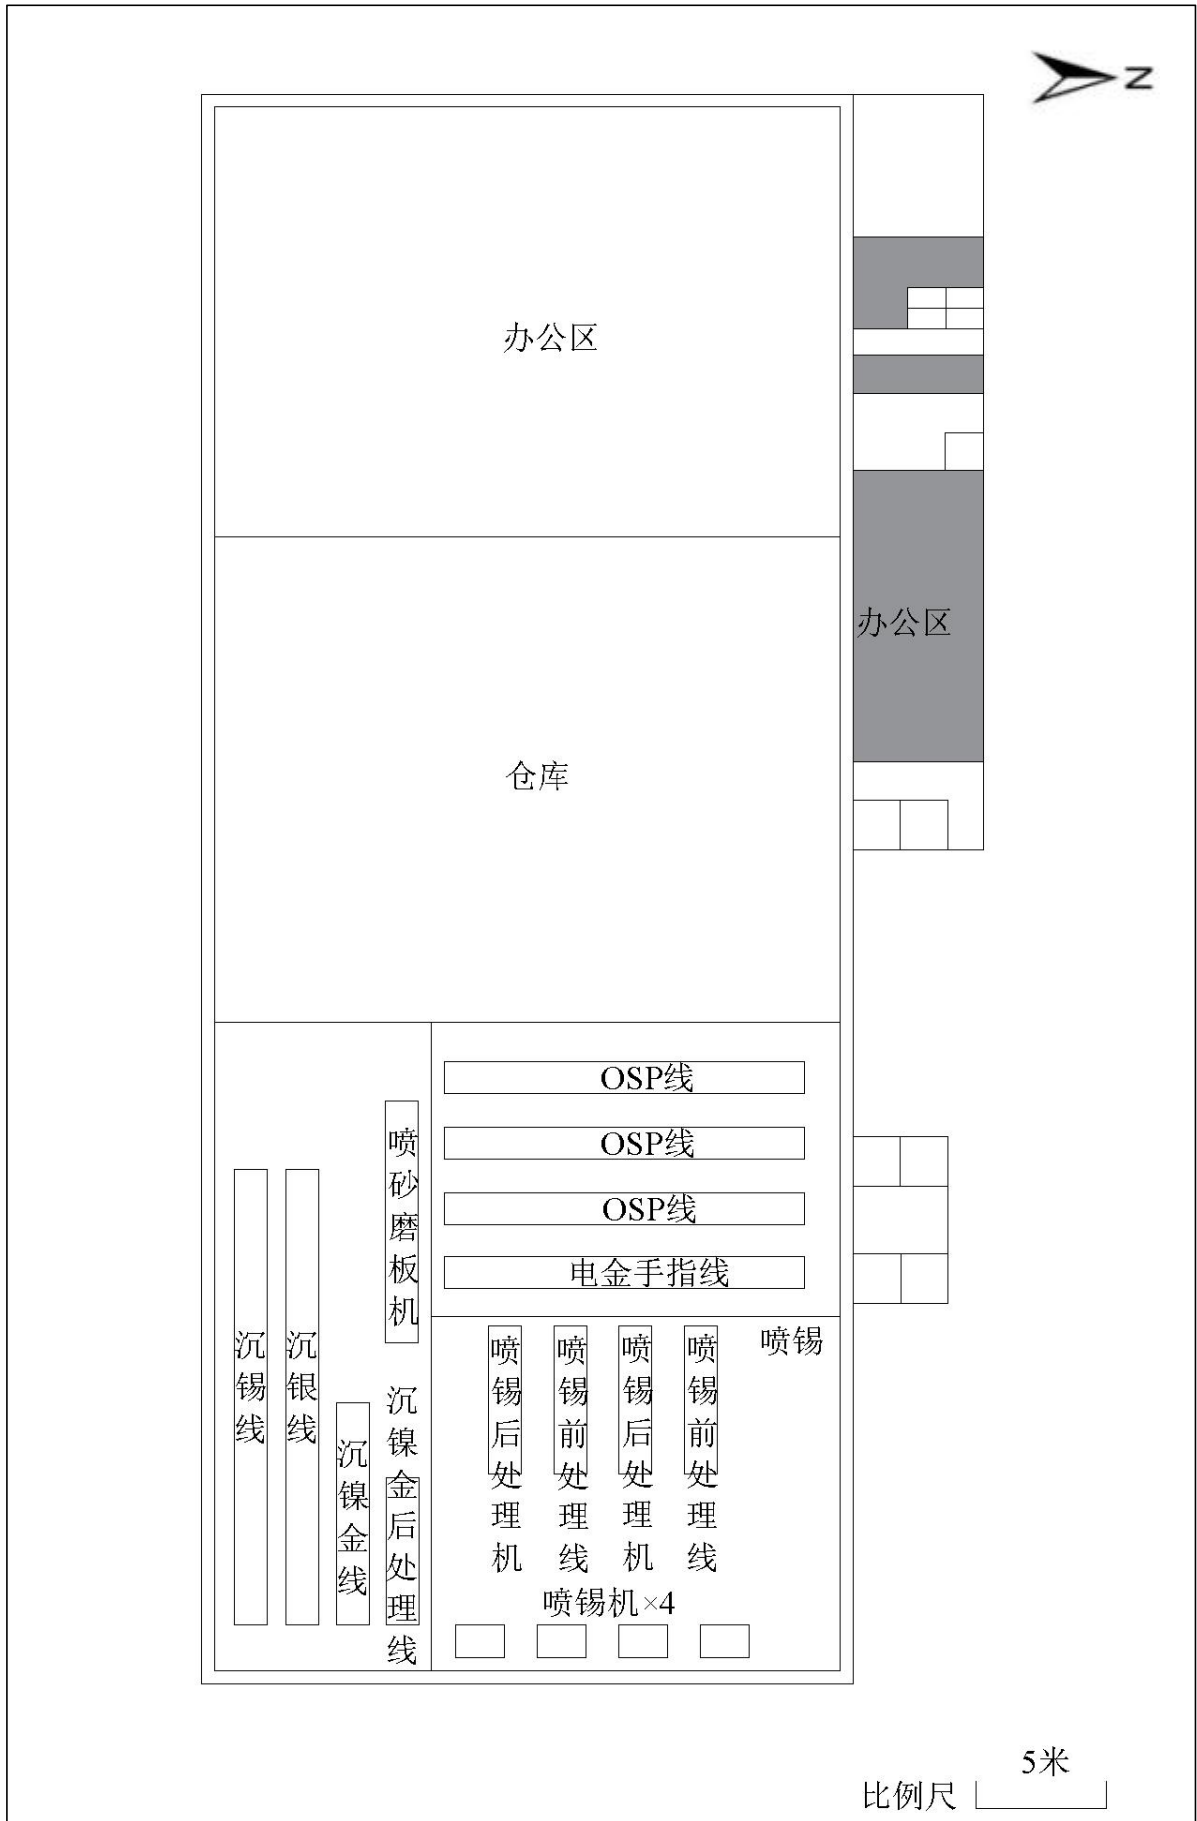 N
办公区
办公区
仓库
OSP线
OSP线
OSP线
电金手指线
喷砂磨板机
沉锡线
沉银线
沉镍金线
沉镍金后处理线
喷锡
喷锡后处理机
喷锡前处理线
喷锡后处理机
喷锡前处理线
喷锡机×4
5米
比例尺